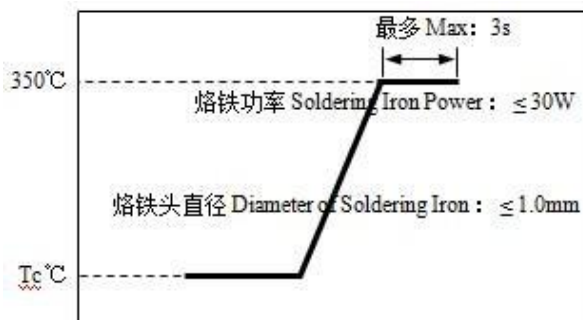 最多 Max：3s
350℃
烙铁功率 Soldering Iron Power：≤30W
烙铁头直径 Diameter of Soldering Iron：≤1.0mm
Tc℃